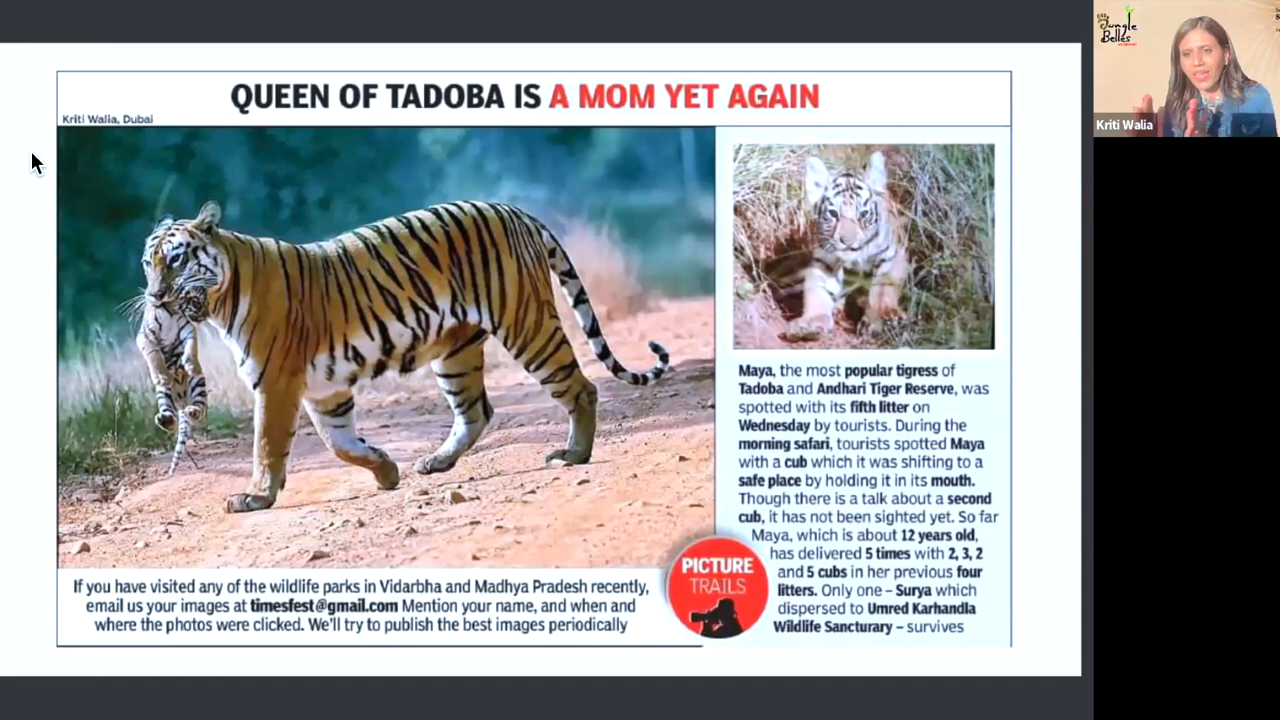 QUEEN OF TADOBA IS A MOM YET AGAIN
Kriti Walia, Dubai
Maya, the most popular tigress of
Tadoba and Andhari Tiger Reserve, was
spotted with its fifth litter on
Wednesday by tourists. During the
morning safari, tourists spotted Maya
with a cub which it was shifting to a
safe place by holding it in its mouth.
Though there is a talk about a second
cub, it has not been sighted yet. So far
Maya, which is about 12 years old,
has delivered 5 times with 2, 3, 2
and 5 cubs in her previous four
litters. Only one – Surya which
dispersed to Umred Karhandla
Wildlife Sancturary – survives
PICTURE
TRAILS
If you have visited any of the wildlife parks in Vidarbha and Madhya Pradesh recently,
email us your images at timesfest@gmail.com Mention your name, and when and
where the photos were clicked. We'll try to publish the best images periodically
Jungle
Belles
Kriti Walia